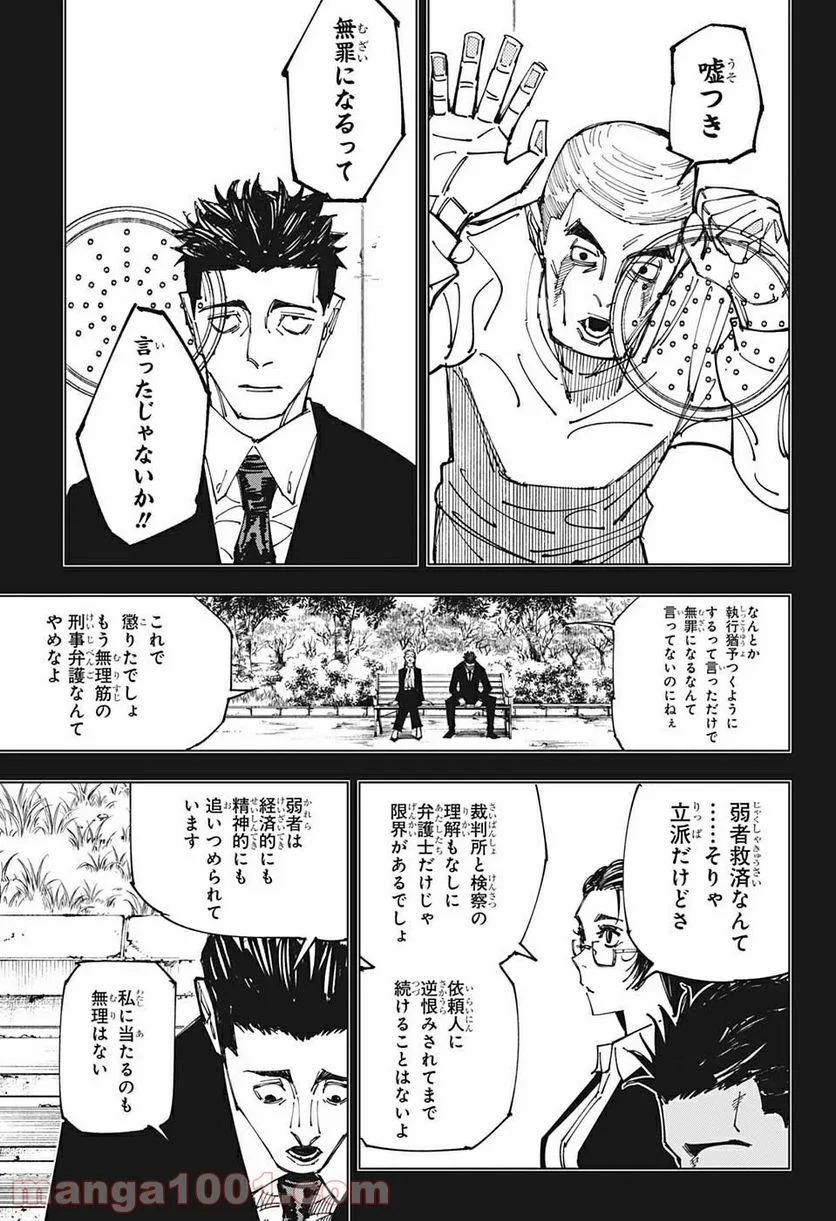 嘘つき
無罪になるって
言ったじゃないか!!
なんとか
執行猶予つくように
するって言っただけで
無罪になるなんて
言ってないのにねぇ
これで
懲りたでしょ
もう無理筋の
刑事弁護なんて
やめなよ
弱者救済なんて
……そりゃ
立派だけどさ
裁判所と検察の
理解もなしに
弁護士だけじゃ
限界があるでしょ
依頼人に
逆恨みされてまで
続けることはないよ
弱者は
経済的にも
精神的にも
追いつめられて
います
私に当たるのも
無理はない
manga1001.com